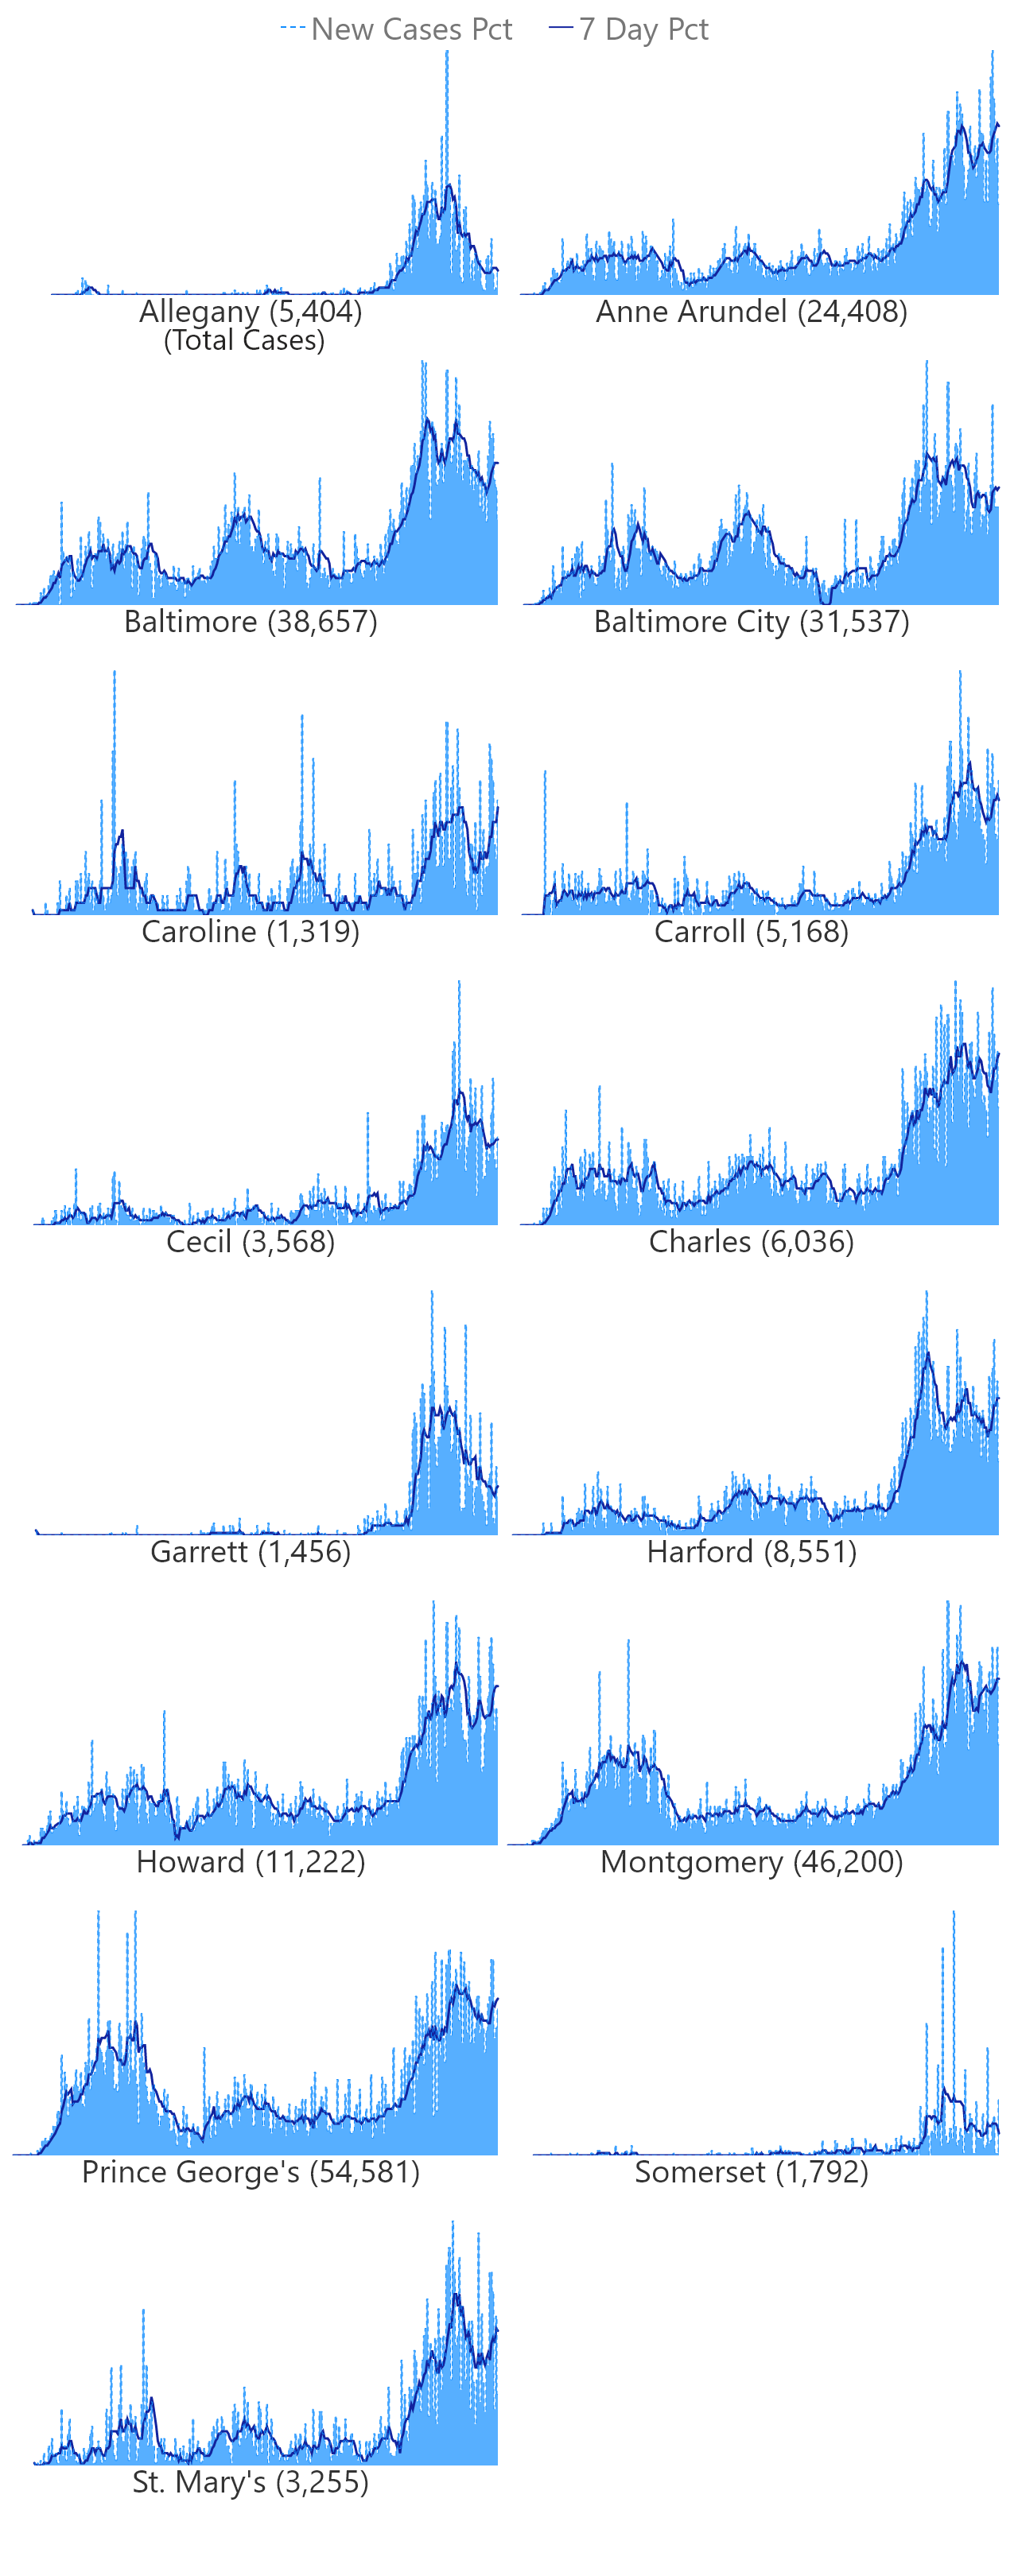 New Cases Pct 7 Day Pct
Allegany (5,404) Anne Arundel (24,408)
(Total Cases)
Baltimore (38,657) Baltimore City (31,537)
Caroline (1,319) Carroll (5,168)
Cecil (3,568) Charles (6,036)
Garrett (1,456) Harford (8,551)
Howard (11,222) Montgomery (46,200)
Prince George's (54,581) Somerset (1,792)
St. Mary's (3,255)